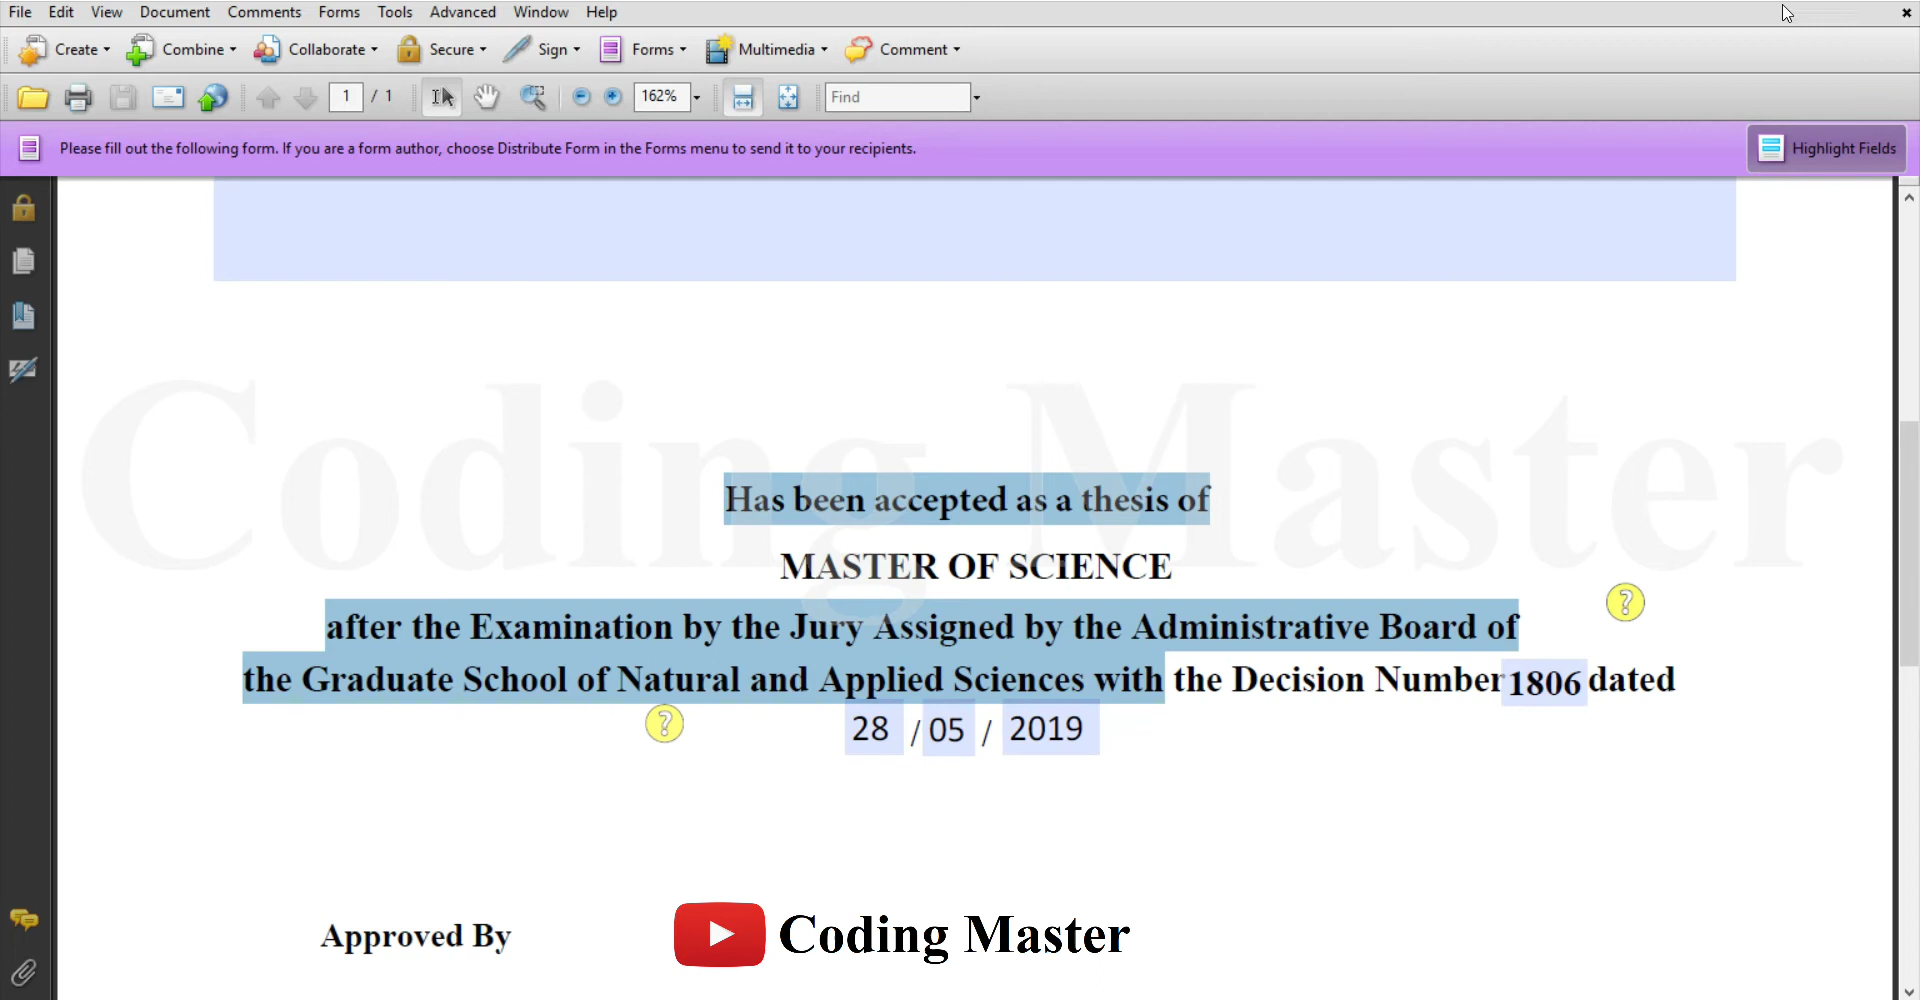 File Edit View Document Comments Forms Tools Advanced Window Help
Create Combine Collaborate Secure Sign Forms Multimedia Comment
1 / 1 162% Find
Please fill out the following form. If you are a form author, choose Distribute Form in the Forms menu to send it to your recipients. Highlight Fields
Coding Master
Has been accepted as a thesis of
MASTER OF SCIENCE
?
after the Examination by the Jury Assigned by the Administrative Board of
the Graduate School of Natural and Applied Sciences with the Decision Number 1806 dated
? 28 / 05 / 2019
Approved By Coding Master